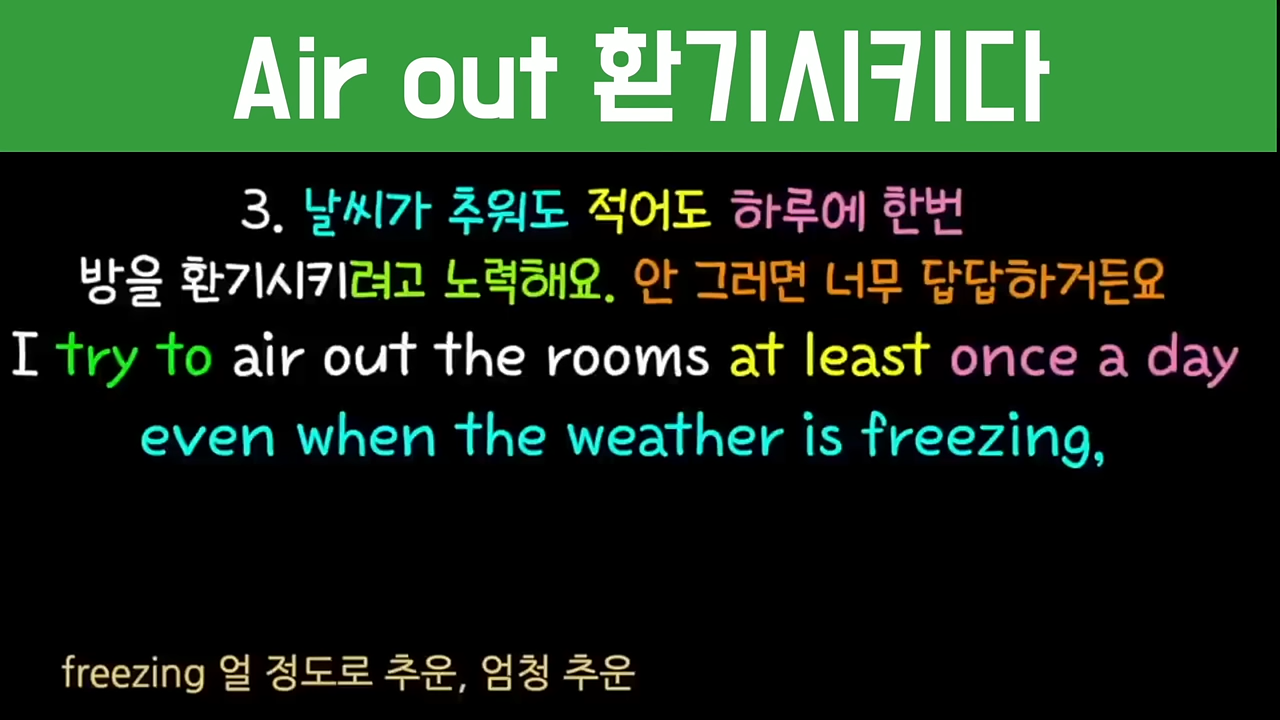 Air out 환기시키다
3. 날씨가 추워도 적어도 하루에 한번
방을 환기시키려고 노력해요. 안 그러면 너무 답답하거든요
I try to air out the rooms at least once a day
even when the weather is freezing,
freezing 얼 정도로 추운, 엄청 추운